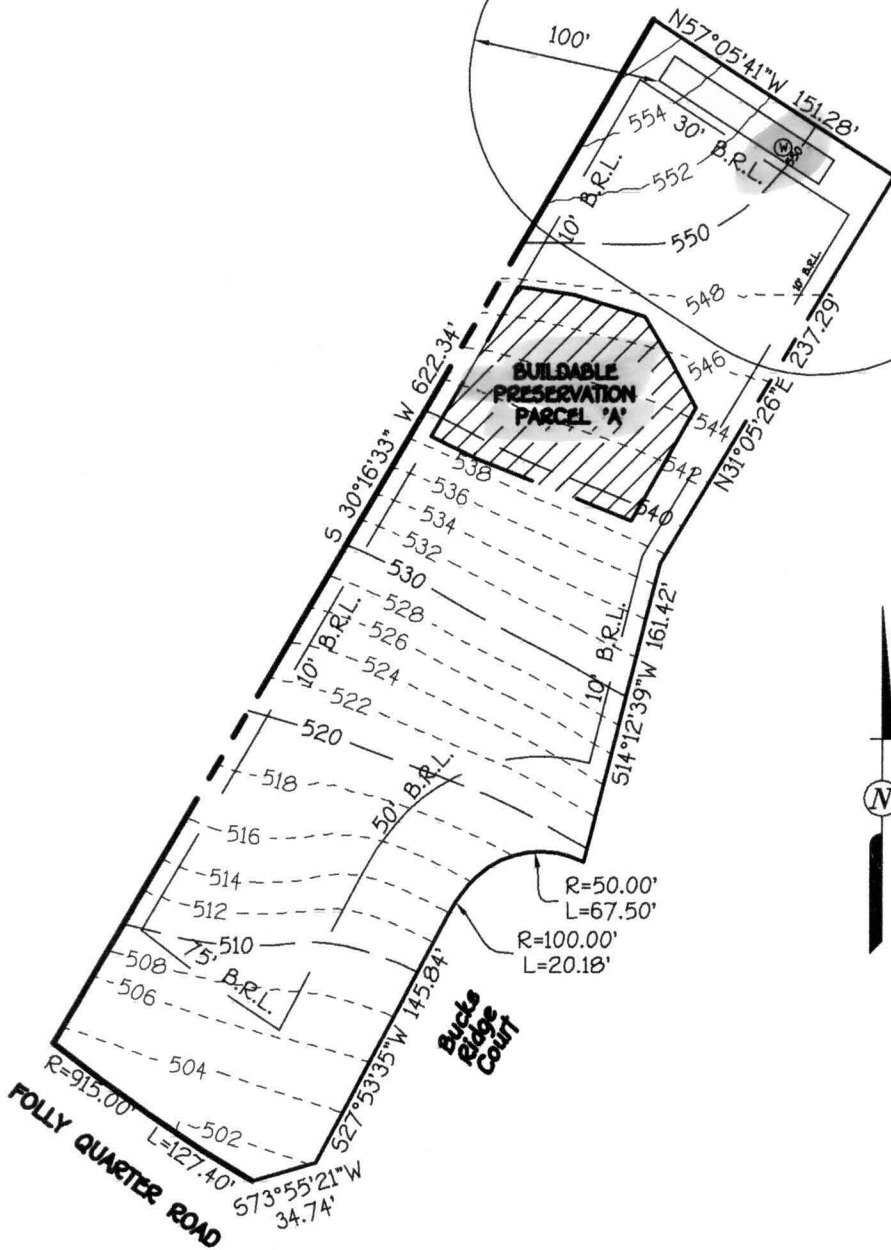 100'
N57°05'41"W 151.28'
554
30' B.R.L.
W
550
552
10' B.R.L.
550
10' B.R.L.
548
546
BUILDABLE
PRESERVATION
PARCEL 'A'
544
542
540
N31°05'26"E 237.29'
S 30°16'33" W 622.34'
538
536
534
532
530
528
526
524
522
520
518
516
514
512
510
508
506
504
502
10' B.R.L.
10' B.R.L.
S14°12'39"W 161.42'
50' B.R.L.
N
R=50.00'
L=67.50'
R=100.00'
L=20.18'
75' B.R.L.
S27°53'35"W 145.84'
Bucks
Ridge
Court
R=915.00'
L=127.40'
FOLLY QUARTER ROAD
S73°55'21"W
34.74'